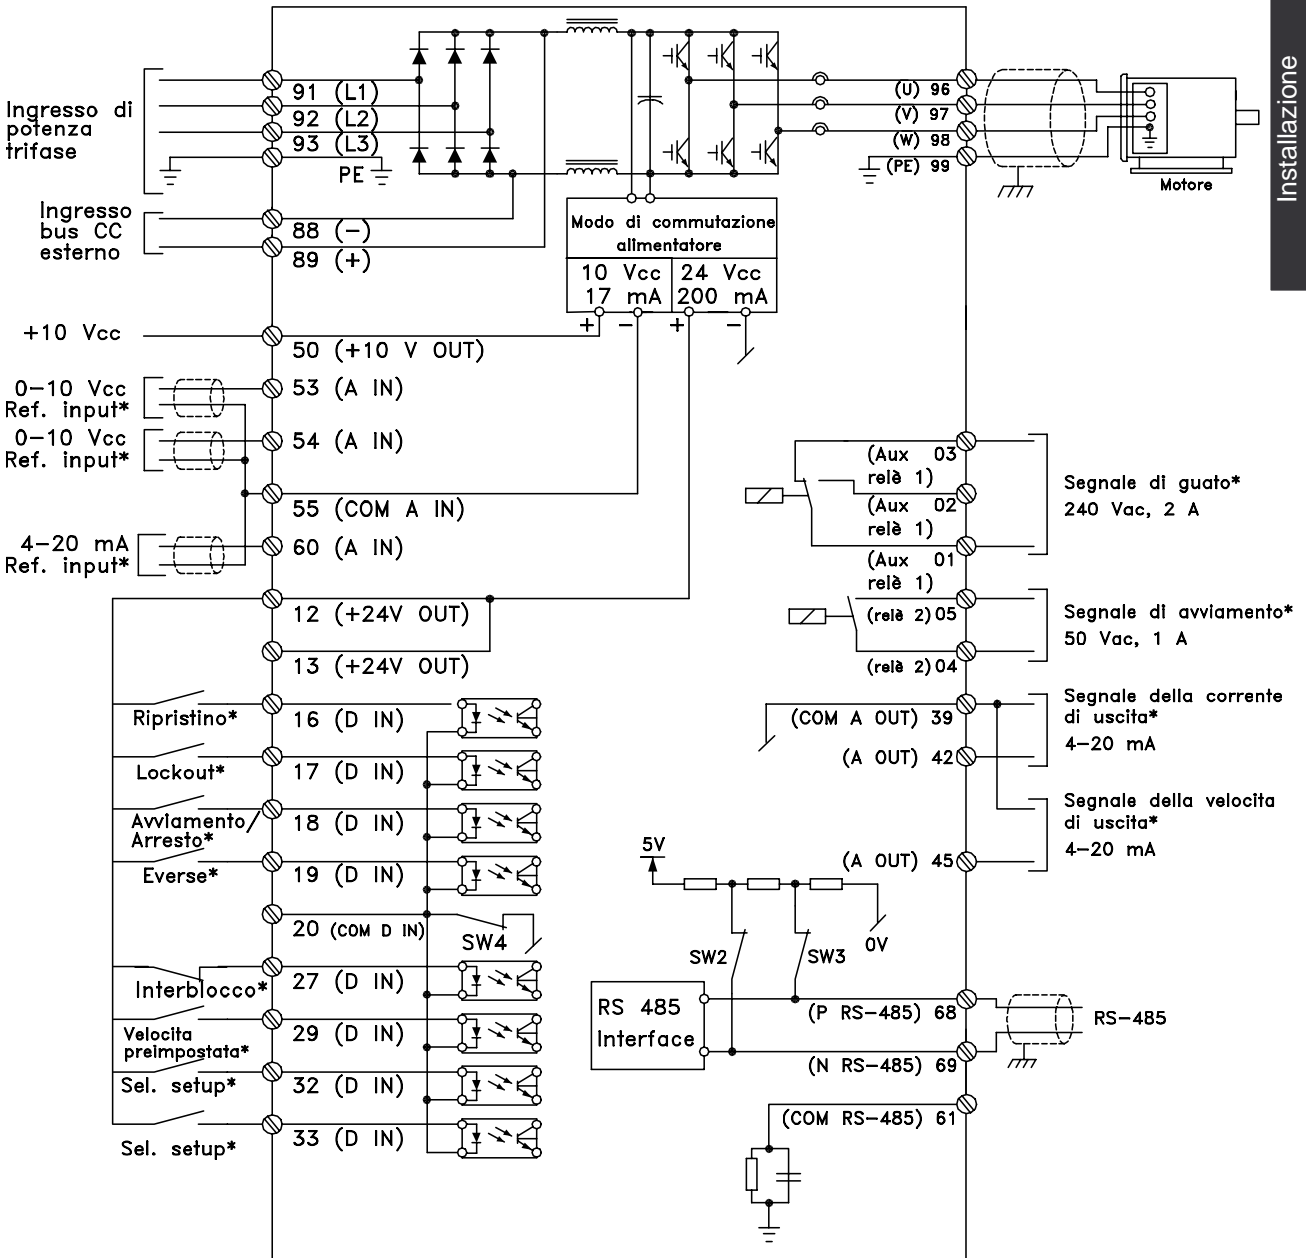 Installazione
Ingresso di
potenza
trifase
91 (L1)
92 (L2)
93 (L3)
PE
(U) 96
(V) 97
(W) 98
(PE) 99
Motore
Ingresso
bus CC
esterno
88 (–)
89 (+)
Modo di commutazione
alimentatore
10 Vcc
17 mA
24 Vcc
200 mA
+ – + –
+10 Vcc
50 (+10 V OUT)
0–10 Vcc
Ref. input*
53 (A IN)
0–10 Vcc
Ref. input*
54 (A IN)
55 (COM A IN)
4–20 mA
Ref. input*
60 (A IN)
12 (+24V OUT)
13 (+24V OUT)
Ripristino*
16 (D IN)
Lockout*
17 (D IN)
Avviamento/
Arresto*
18 (D IN)
Everse*
19 (D IN)
20 (COM D IN)
SW4
Interblocco*
27 (D IN)
Velocita
preimpostata*
29 (D IN)
Sel. setup*
32 (D IN)
Sel. setup*
33 (D IN)
(Aux 03
relè 1)
(Aux 02
relè 1)
(Aux 01
relè 1)
Segnale di guato*
240 Vac, 2 A
(relè 2) 05
(relè 2) 04
Segnale di avviamento*
50 Vac, 1 A
(COM A OUT) 39
(A OUT) 42
Segnale della corrente
di uscita*
4–20 mA
(A OUT) 45
Segnale della velocita
di uscita*
4–20 mA
5V
0V
SW2
SW3
RS 485
Interface
(P RS-485) 68
(N RS-485) 69
RS-485
(COM RS-485) 61